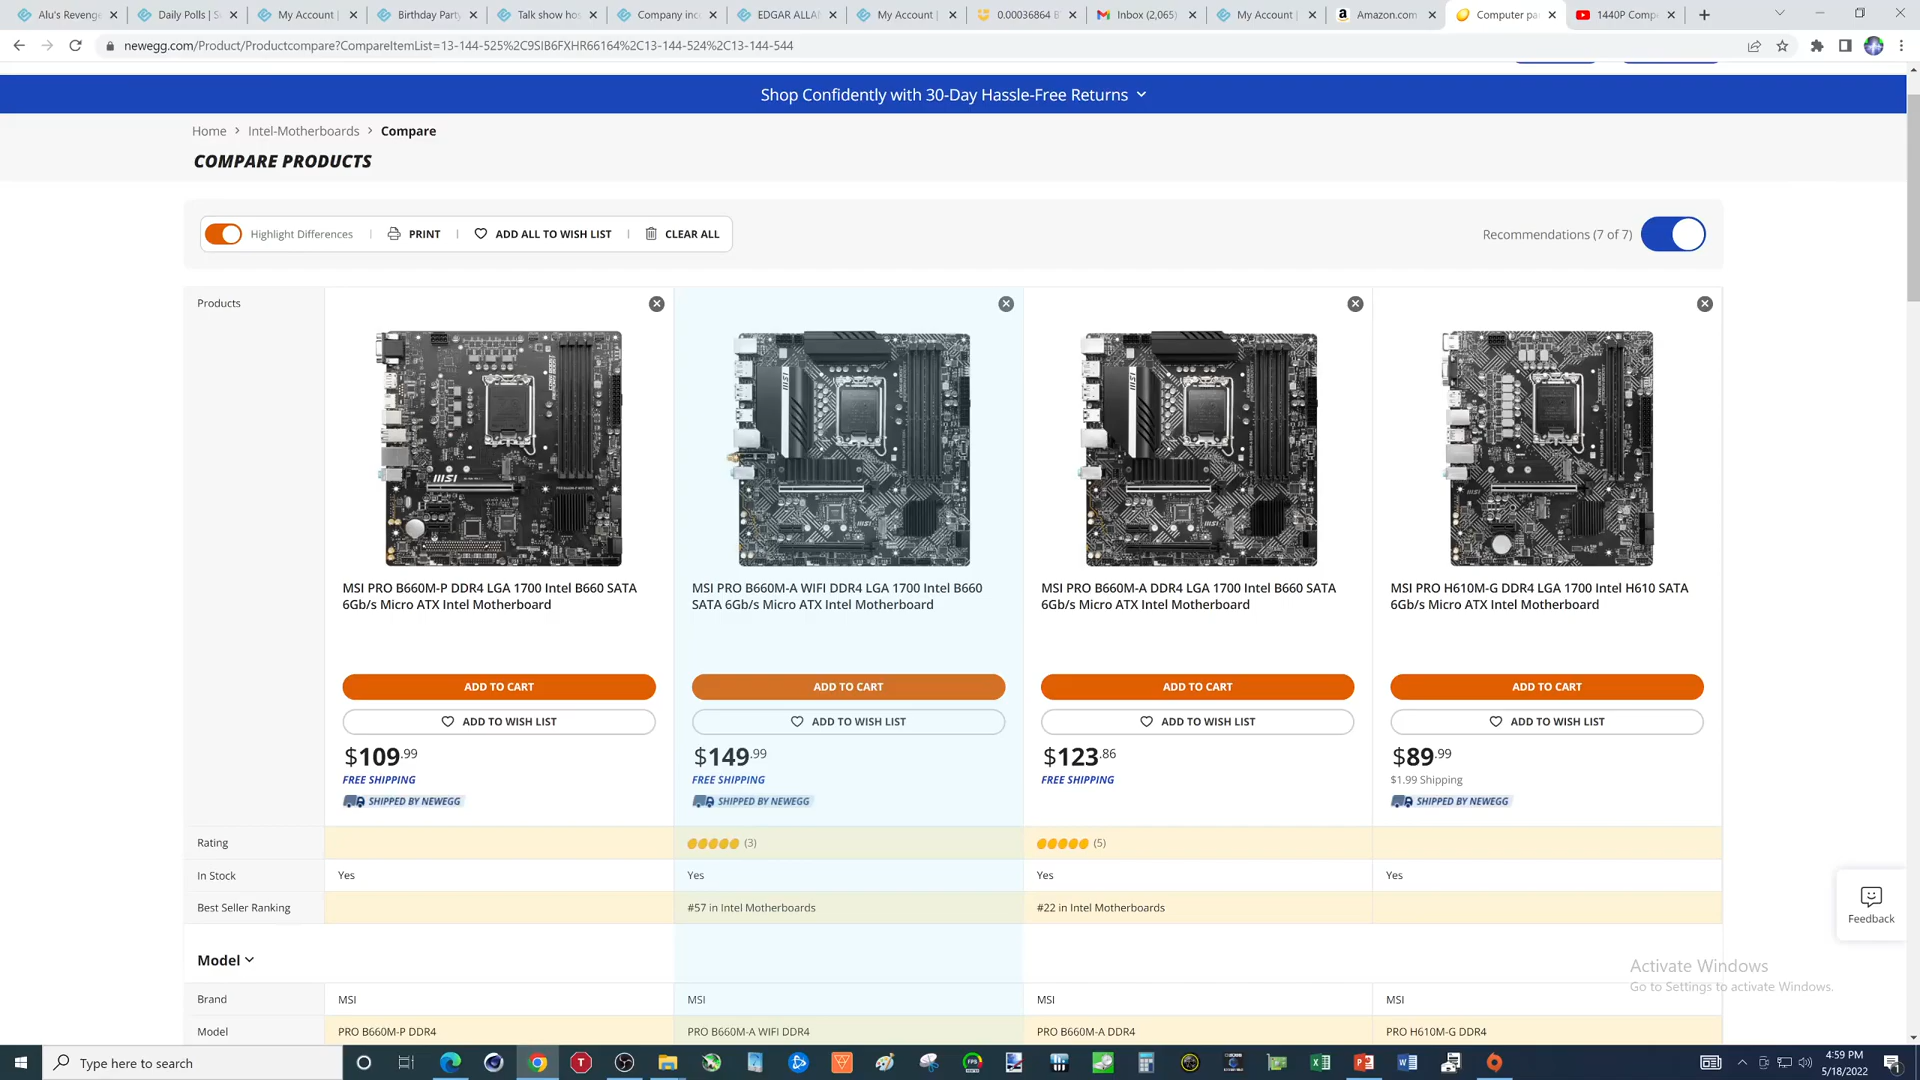 Alu's Revenge
Daily Polls | S
My Account |
Birthday Party
Talk show ho
Company inc
EDGAR ALLA
My Account |
0.00036864 B
Inbox (2,065)
My Account |
Amazon.com
Computer pa
1440P Comp
newegg.com/Product/Productcompare?CompareItemList=13-144-525%2C9SIB6FXHR66164%2C13-144-524%2C13-144-544
Shop Confidently with 30-Day Hassle-Free Returns
Home > Intel-Motherboards > Compare
COMPARE PRODUCTS
Highlight Differences | PRINT | ADD ALL TO WISH LIST | CLEAR ALL
Recommendations (7 of 7)
Products
MSI PRO B660M-P DDR4 LGA 1700 Intel B660 SATA
6Gb/s Micro ATX Intel Motherboard
MSI PRO B660M-A WIFI DDR4 LGA 1700 Intel B660
SATA 6Gb/s Micro ATX Intel Motherboard
MSI PRO B660M-A DDR4 LGA 1700 Intel B660 SATA
6Gb/s Micro ATX Intel Motherboard
MSI PRO H610M-G DDR4 LGA 1700 Intel H610 SATA
6Gb/s Micro ATX Intel Motherboard
ADD TO CART ADD TO CART ADD TO CART ADD TO CART
ADD TO WISH LIST ADD TO WISH LIST ADD TO WISH LIST ADD TO WISH LIST
$109.99 $149.99 $123.86 $89.99
FREE SHIPPING FREE SHIPPING FREE SHIPPING $1.99 Shipping
SHIPPED BY NEWEGG SHIPPED BY NEWEGG SHIPPED BY NEWEGG
Rating (3) (5)
In Stock Yes Yes Yes Yes
Best Seller Ranking #57 in Intel Motherboards #22 in Intel Motherboards
Feedback
Model
Activate Windows
Go to Settings to activate Windows.
Brand MSI MSI MSI MSI
Model PRO B660M-P DDR4 PRO B660M-A WIFI DDR4 PRO B660M-A DDR4 PRO H610M-G DDR4
Type here to search
4:59 PM
5/18/2022